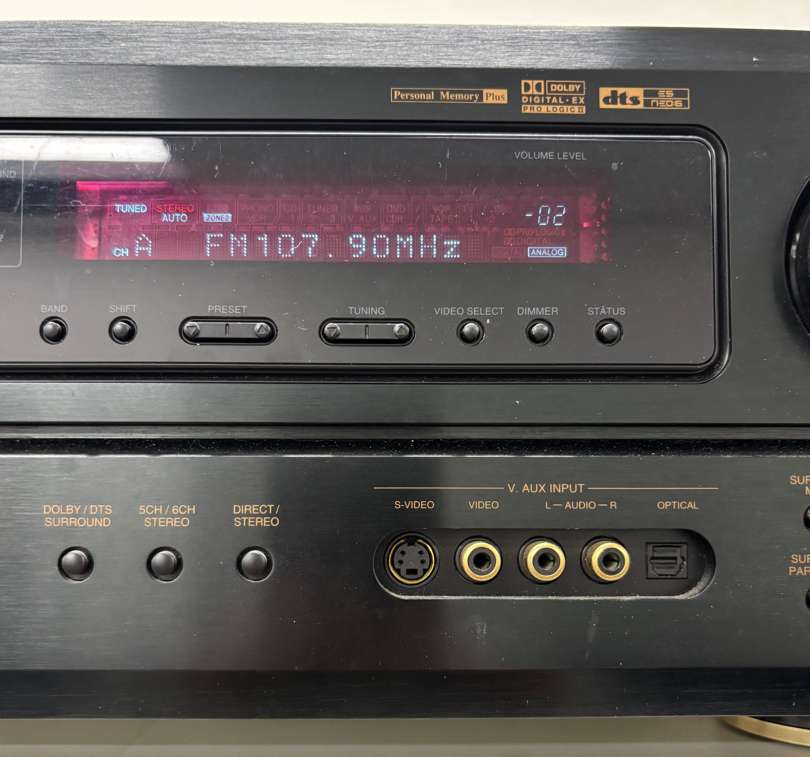 Personal Memory Plus
DOLBY
DIGITAL·EX
PRO LOGIC II
dts ES
NEO:6
VOLUME LEVEL
TUNED STEREO
AUTO
ZONE2
-02
CH A FM107.90MHz
ANALOG
BAND SHIFT PRESET TUNING VIDEO SELECT DIMMER STATUS
V. AUX INPUT
S-VIDEO VIDEO L — AUDIO — R OPTICAL
DOLBY / DTS
SURROUND
5CH / 6CH
STEREO
DIRECT /
STEREO